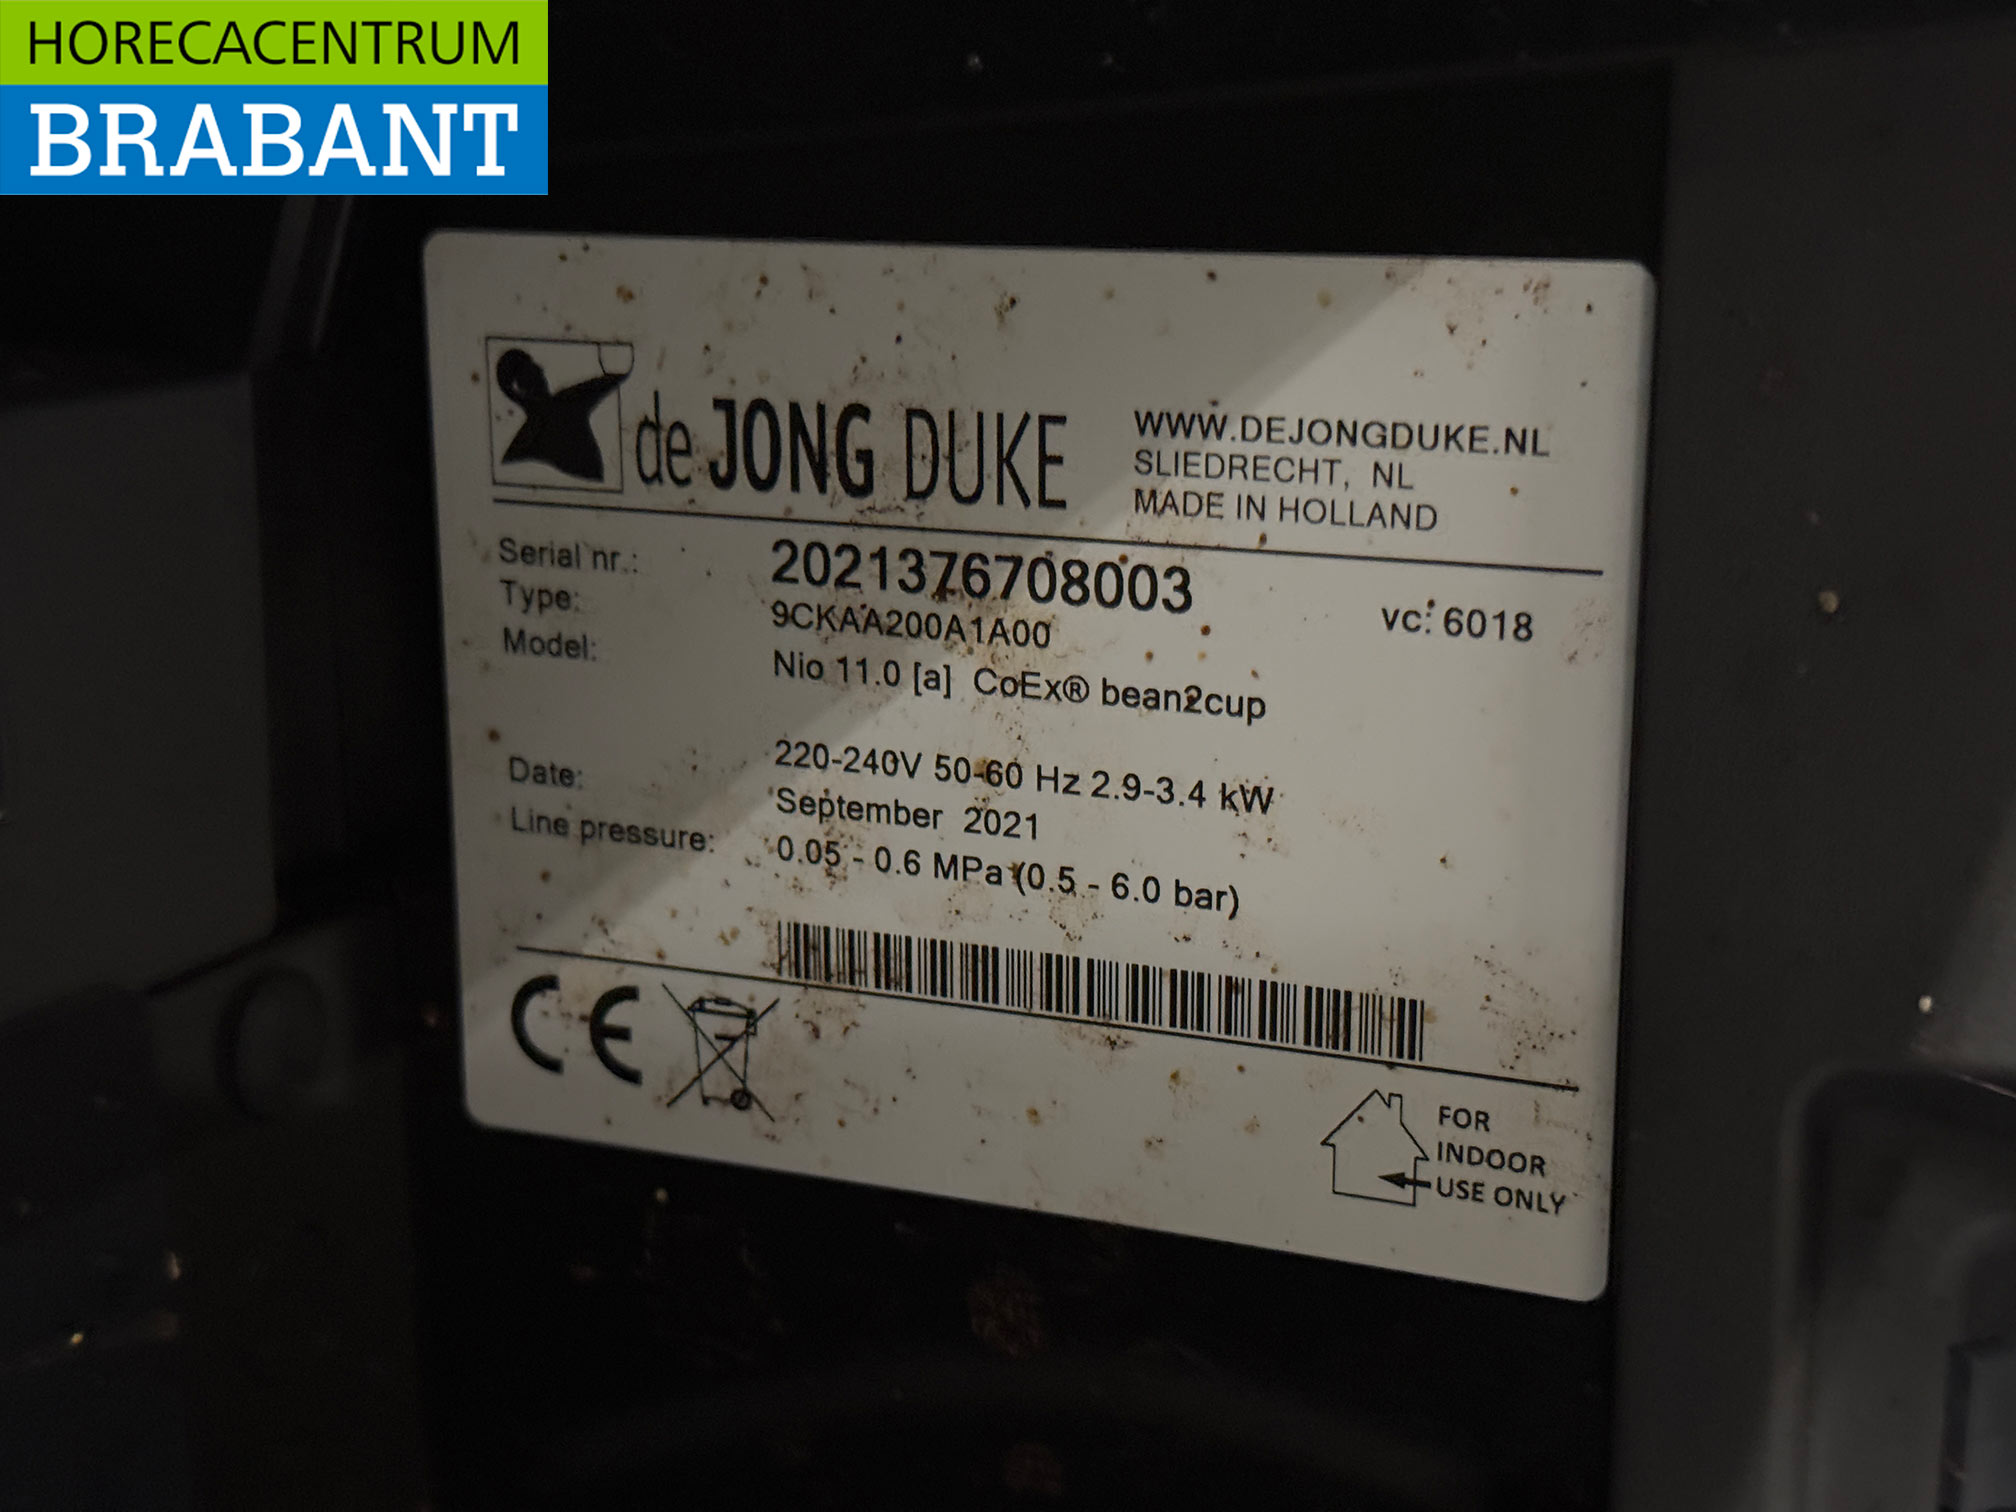 HORECACENTRUM
BRABANT
de JONG DUKE
WWW.DEJONGDUKE.NL
SLIEDRECHT, NL
MADE IN HOLLAND
Serial nr.: 2021376708003 vc: 6018
Type: 9CKAA200A1A00
Model: Nio 11.0 [a] CoEx® bean2cup
220-240V 50-60 Hz 2.9-3.4 kW
Date: September 2021
Line pressure: 0.05 - 0.6 MPa (0.5 - 6.0 bar)
CE
FOR
INDOOR
USE ONLY